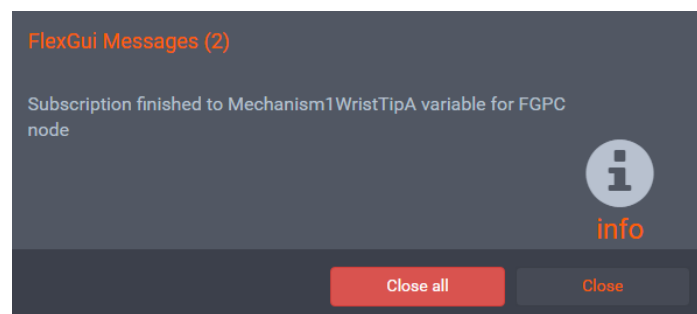 FlexGui Messages (2)
Subscription finished to Mechanism1WristTipA variable for FGPC
node
info
Close all
Close